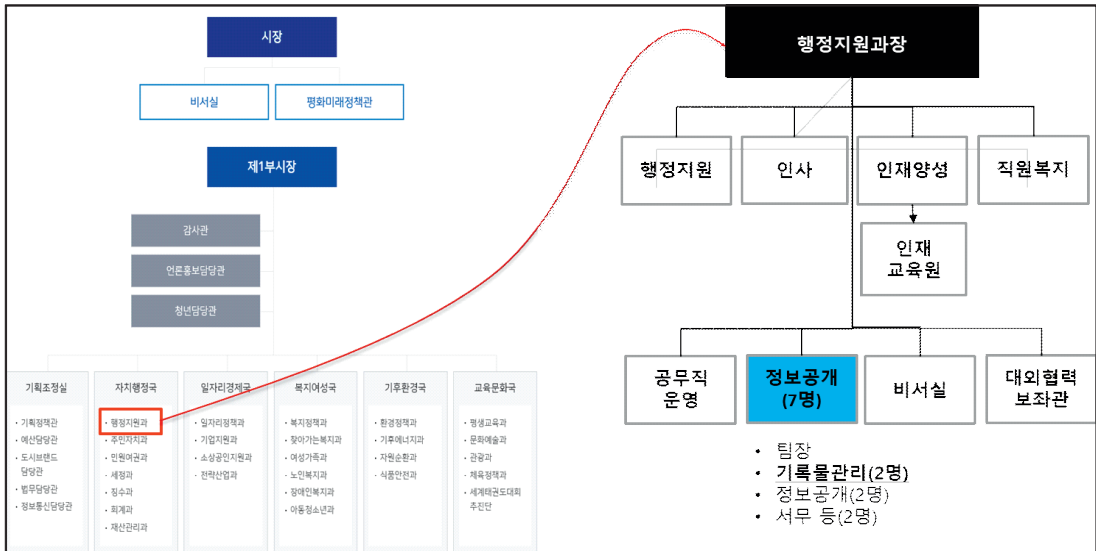 시장
비서실
평화미래정책관
제1부시장
감사관
언론홍보담당관
청년담당관
기획조정실
• 기획정책관
• 예산담당관
• 도시브랜드
담당관
• 법무담당관
• 정보통신담당관
자치행정국
• 행정지원과
• 주민자치과
• 민원여권과
- 세정과
• 징수과
• 회계과
• 재산관리과
일자리경제국
• 일자리정책과
• 기업지원과
• 소상공인지원과
- 전략산업과
복지여성국
• 복지정책과
• 찾아가는복지과
• 여성가족과
- 노인복지과
• 장애인복지과
• 아동청소년과
기후환경국
• 환경정책과
• 기후에너지과
• 자원순환과
- 식품안전과
교육문화국
• 평생교육과
• 문화예술과
• 관광과
- 체육정책과
• 세계태권도대회
추진단
행정지원과장
행정지원
인사
인재양성
직원복지
인재
교육원
공무직
운영
정보공개
(7명)
비서실
대외협력
보좌관
• 팀장
• 기록물관리(2명)
• 정보공개(2명)
• 서무 등(2명)